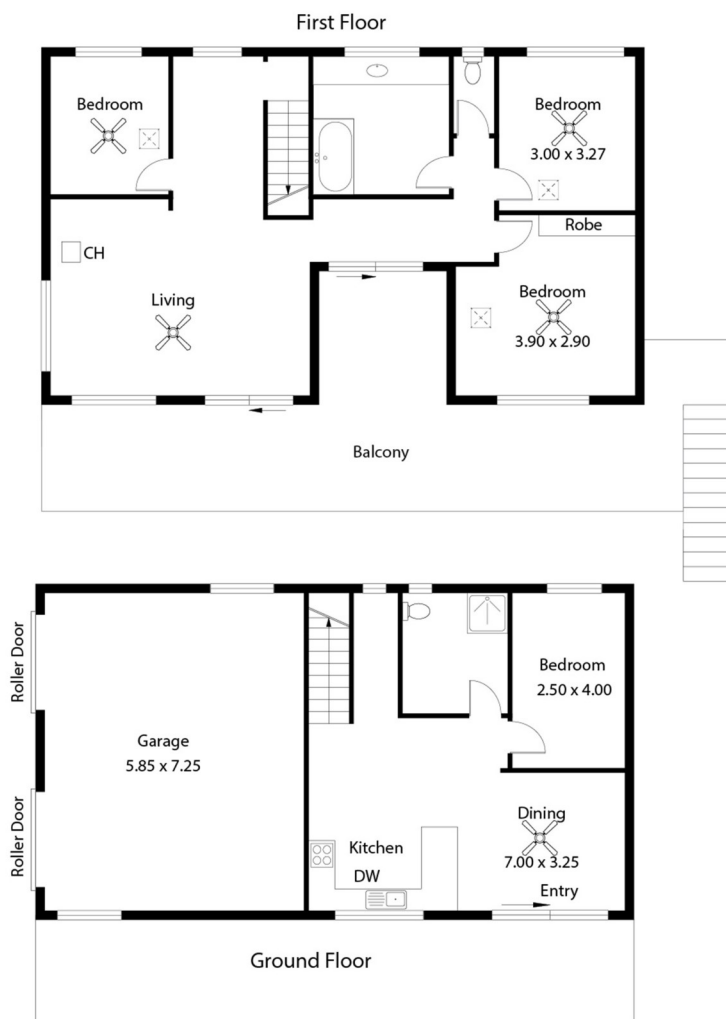 First Floor
Bedroom
Bedroom
3.00 x 3.27
Robe
CH
Living
Bedroom
3.90 x 2.90
Balcony
Roller Door
Bedroom
2.50 x 4.00
Garage
5.85 x 7.25
Roller Door
Kitchen
DW
Dining
7.00 x 3.25
Entry
Ground Floor